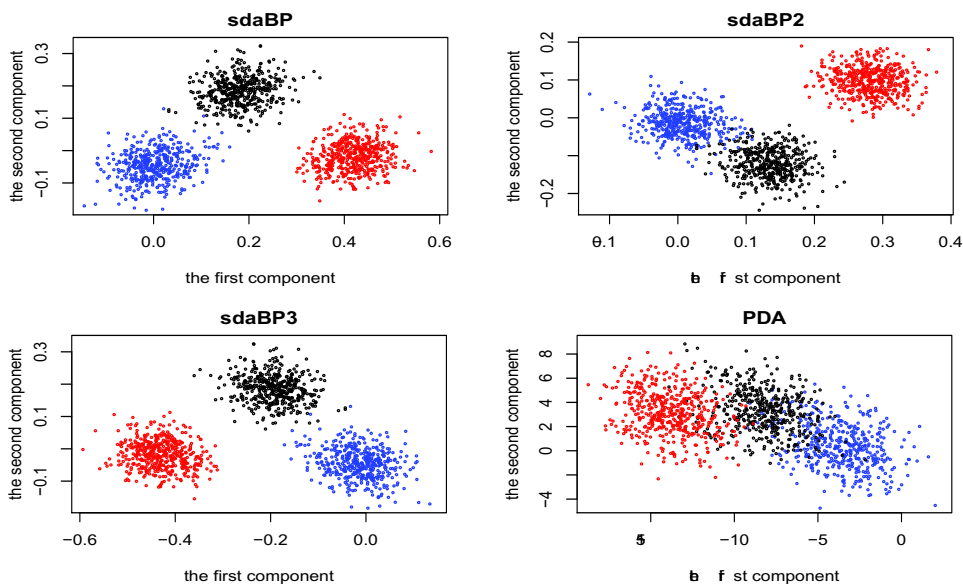 sdaBP
sdaBP2
the second component
0.3
0.1
−0.1
0.0
0.2
0.4
0.6
the first component
the second component
0.2
0.1
0.0
−0.2
0.0
0.1
0.2
0.3
0.4
st component
sdaBP3
PDA
the second component
0.3
0.1
−0.1
−0.6
−0.4
−0.2
0.0
the first component
the second component
8
6
4
2
0
−4
−10
−5
0
st component